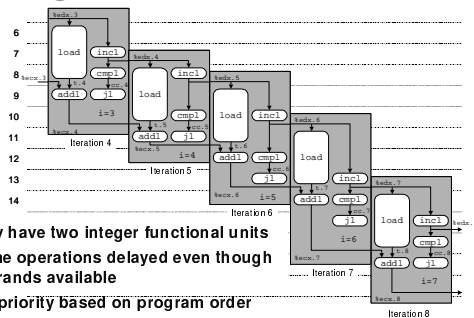 %edx.3
6
load
incl
7
%edx.4
cmpl
load
incl
8
%ecx.3
t.4
cc.4
%edx.5
addl
jl
9
cmpl
load
incl
10
i=3
t.5
cc.5
%edx.6
%ecx.4
addl
jl
11
Iteration 4
%ecx.5
t.6
load
i=4
addl
cmpl
12
Iteration 5
cc.6
jl
incl
13
t.7
%edx.7
%ecx.6
i=5
addl
cmpl
load
14
Iteration 6
cc.7
jl
incl
%edx.
y have two integer functional units
i=6
cmpl
t.8
cc.8
ne operations delayed even though
%ecx.7
addl
jl
rands available
Iteration 7
i=7
priority based on program order
%ecx.8
Iteration 8